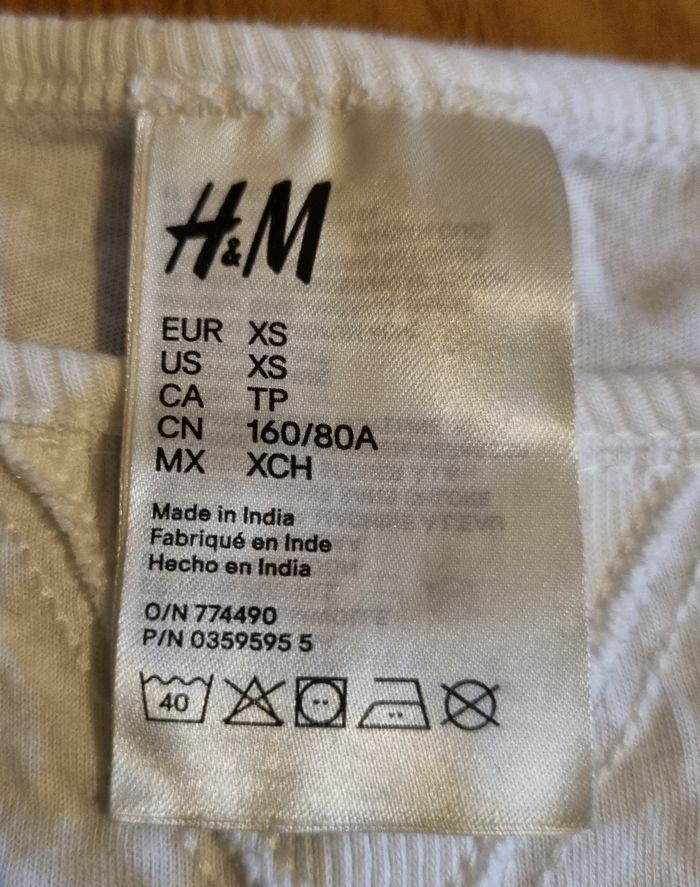 H&M
EUR XS
US XS
CA TP
CN 160/80A
MX XCH
Made in India
Fabriqué en Inde
Hecho en India
O/N 774490
P/N 0359595 5
40